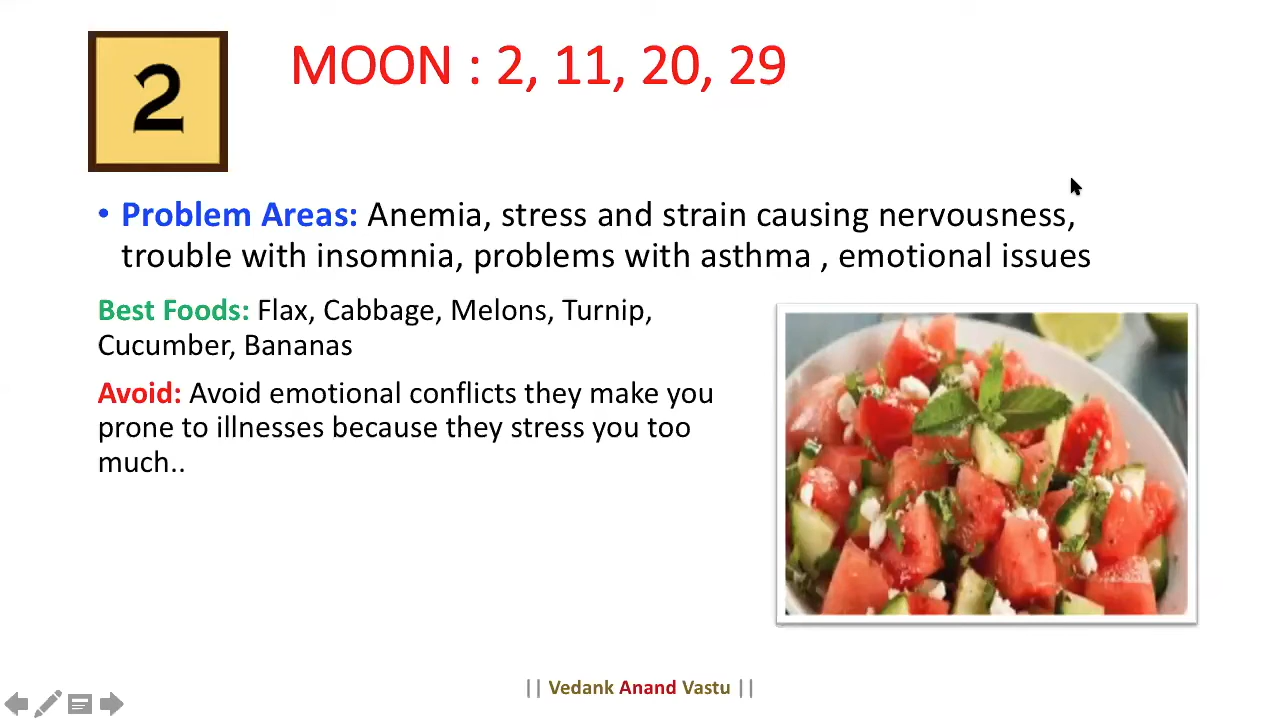 2
MOON : 2, 11, 20, 29
• Problem Areas: Anemia, stress and strain causing nervousness,
trouble with insomnia, problems with asthma , emotional issues
Best Foods: Flax, Cabbage, Melons, Turnip,
Cucumber, Bananas
Avoid: Avoid emotional conflicts they make you
prone to illnesses because they stress you too
much..
|| Vedank Anand Vastu ||